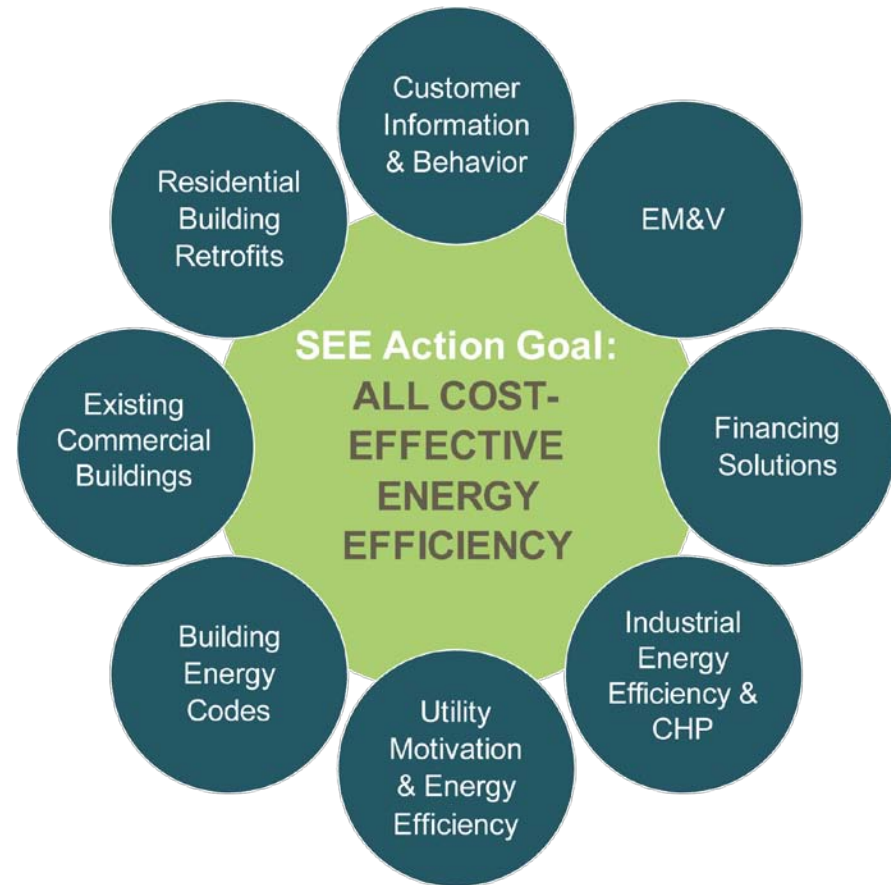 Customer
Information
& Behavior
EM&V
Financing
Solutions
Industrial
Energy
Efficiency &
CHP
Utility
Motivation
& Energy
Efficiency
Building
Energy
Codes
Existing
Commercial
Buildings
Residential
Building
Retrofits
SEE Action Goal:
ALL COST-
EFFECTIVE
ENERGY
EFFICIENCY